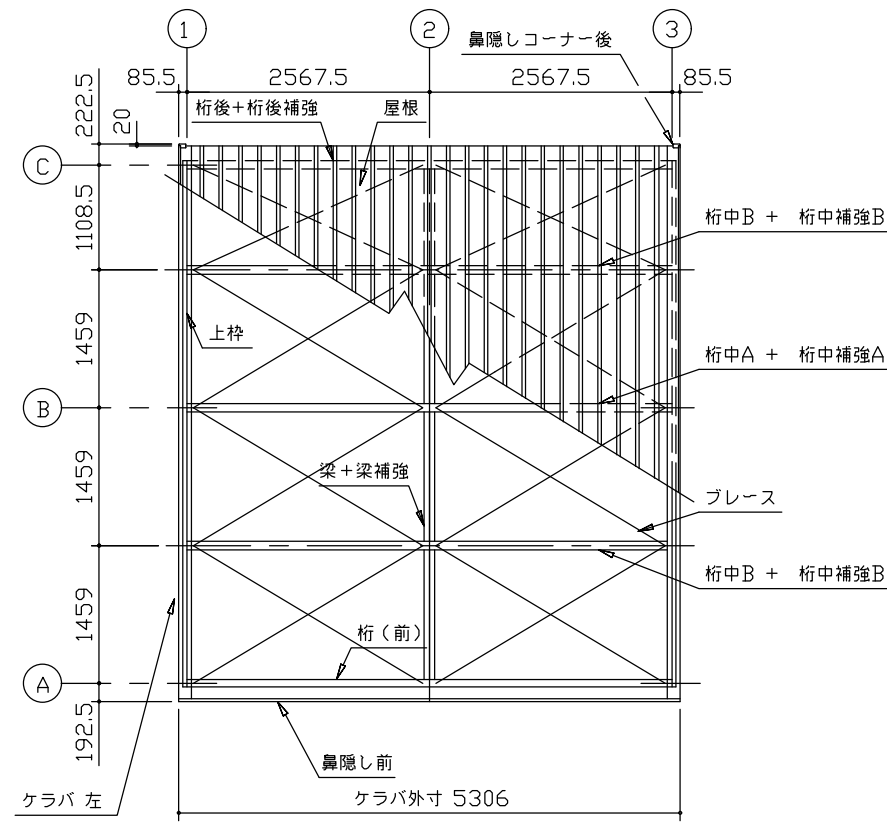 1
2
3
鼻隠しコーナー後
85.5
2567.5
2567.5
85.5
222.5
20
桁後+桁後補強
屋根
C
1108.5
桁中B + 桁中補強B
1459
上枠
桁中A + 桁中補強A
B
梁+梁補強
1459
ブレース
桁中B + 桁中補強B
1459
桁(前)
A
192.5
鼻隠し前
ケラバ 左
ケラバ外寸 5306